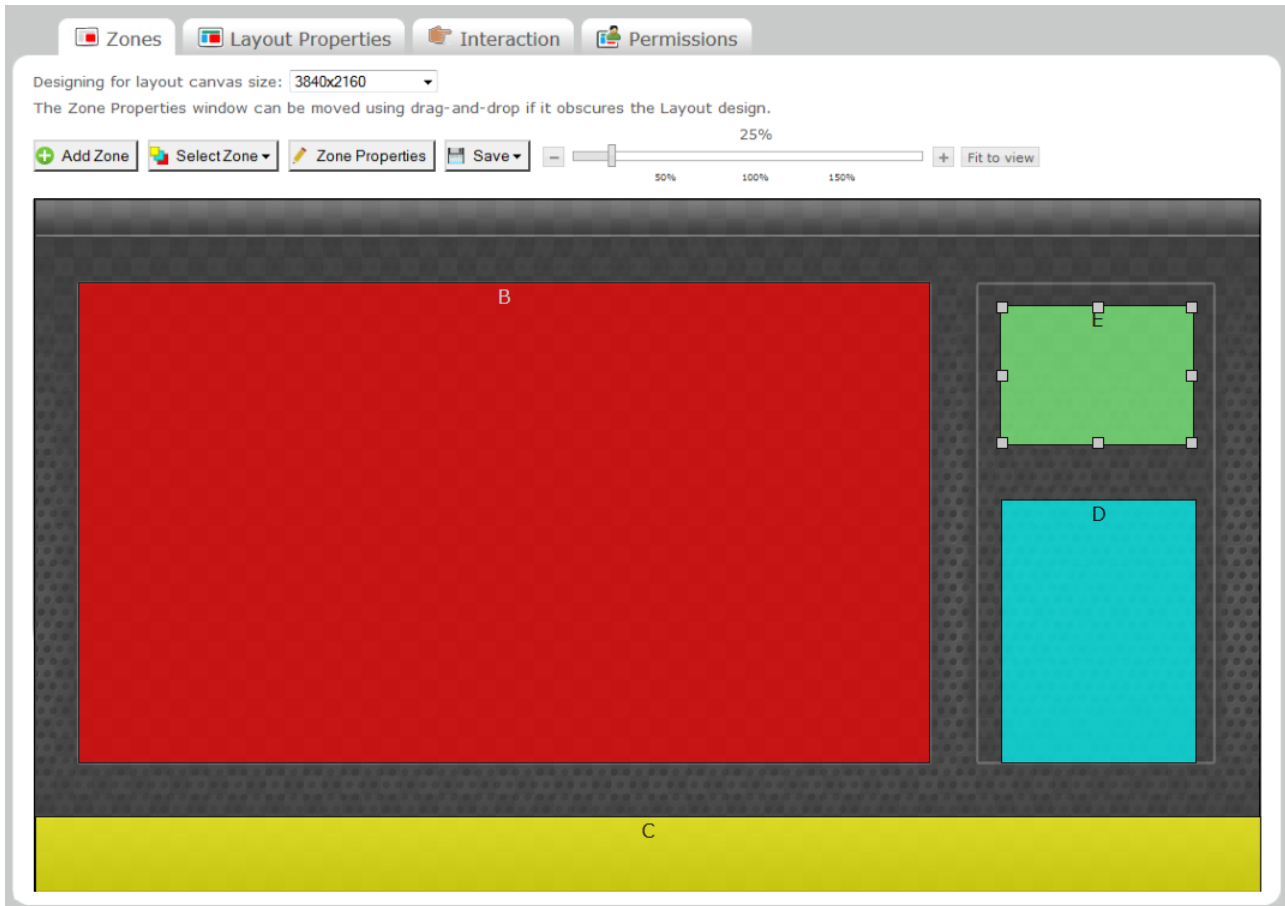 Zones Layout Properties Interaction Permissions
Designing for layout canvas size: 3840x2160
The Zone Properties window can be moved using drag-and-drop if it obscures the Layout design.
25%
Add Zone Select Zone Zone Properties Save − + Fit to view
50% 100% 150%
B
E
D
C